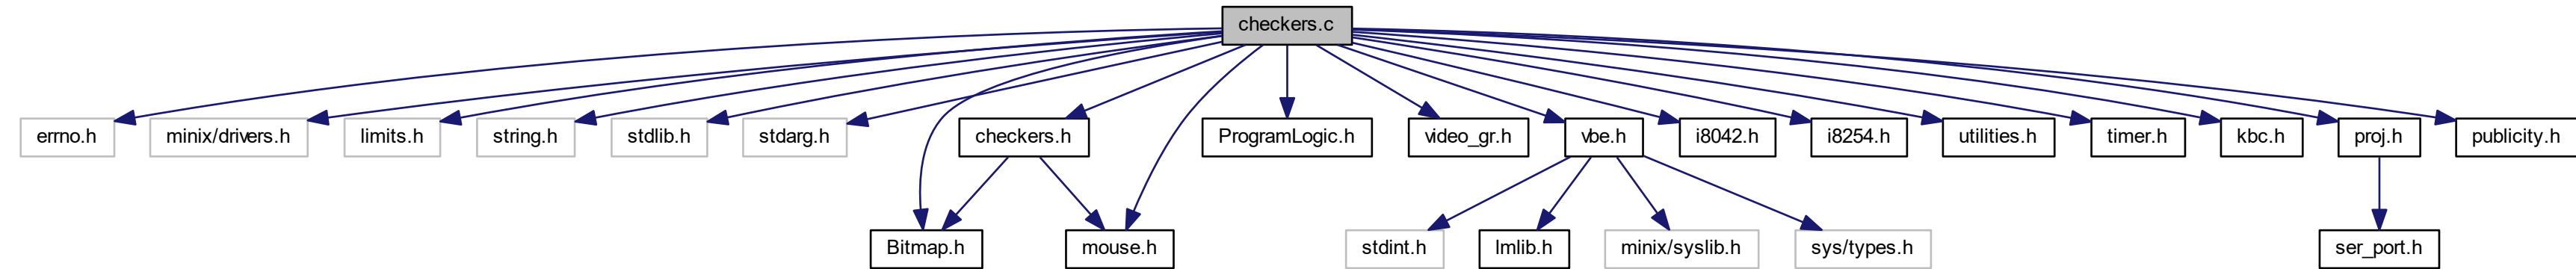 checkers.c
errno.h
minix/drivers.h
limits.h
string.h
stdlib.h
stdarg.h
checkers.h
ProgramLogic.h
video_gr.h
vbe.h
i8042.h
i8254.h
utilities.h
timer.h
kbc.h
proj.h
publicity.h
Bitmap.h
mouse.h
stdint.h
lmlib.h
minix/syslib.h
sys/types.h
ser_port.h